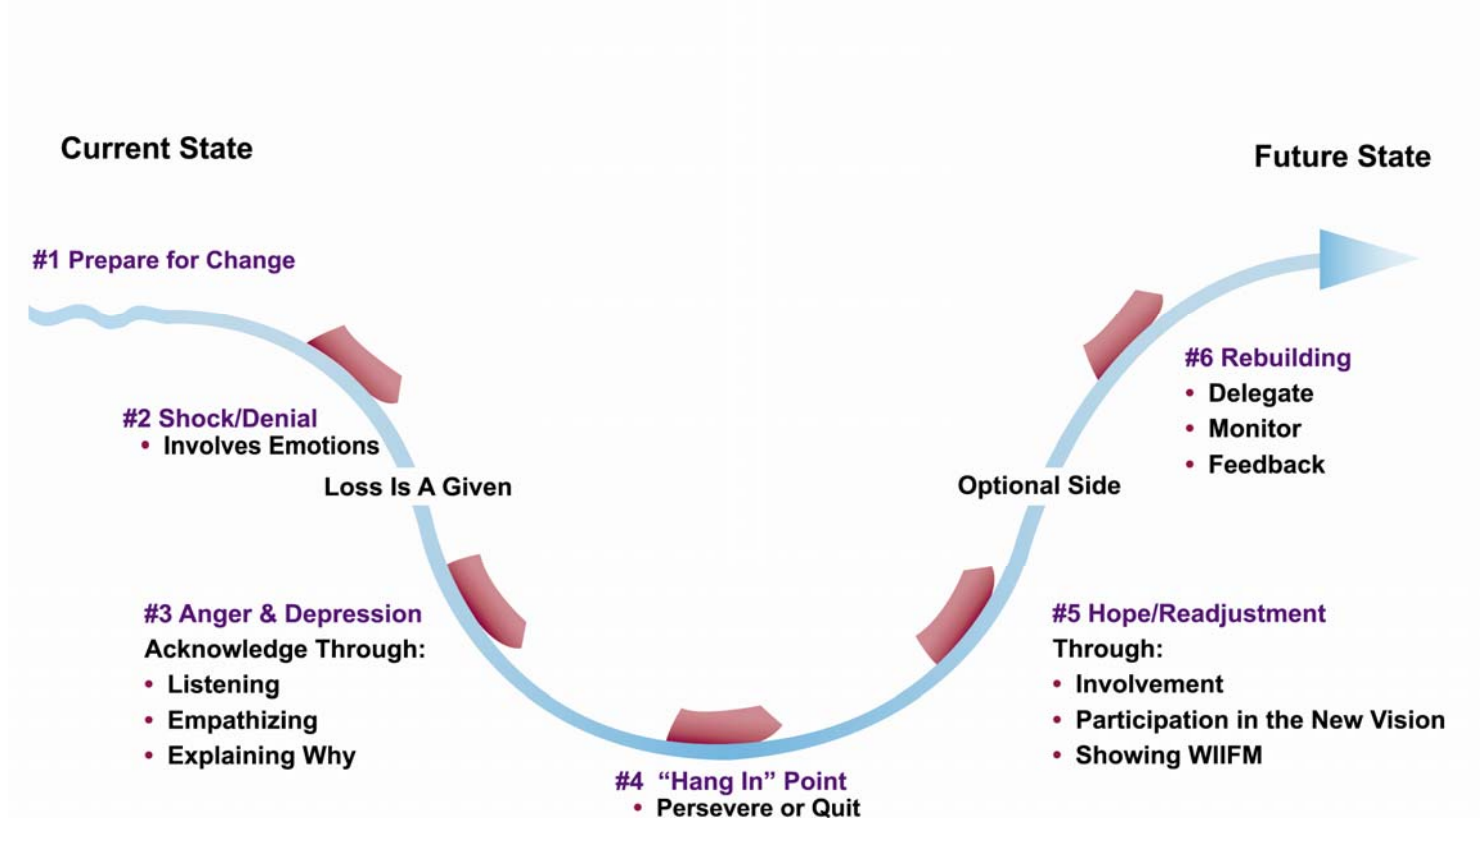 Current State
Future State
#1 Prepare for Change
#2 Shock/Denial
• Involves Emotions
Loss Is A Given
#3 Anger & Depression
Acknowledge Through:
• Listening
• Empathizing
• Explaining Why
#4 “Hang In” Point
• Persevere or Quit
Optional Side
#5 Hope/Readjustment
Through:
• Involvement
• Participation in the New Vision
• Showing WIIFM
#6 Rebuilding
• Delegate
• Monitor
• Feedback